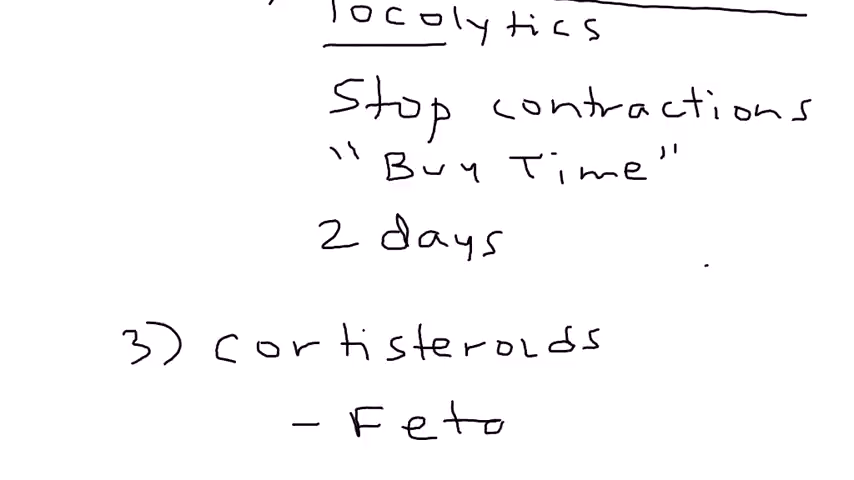 Tocolytics
Stop contractions
"Buy Time"
2 days
3) cortisteroids
- Feto